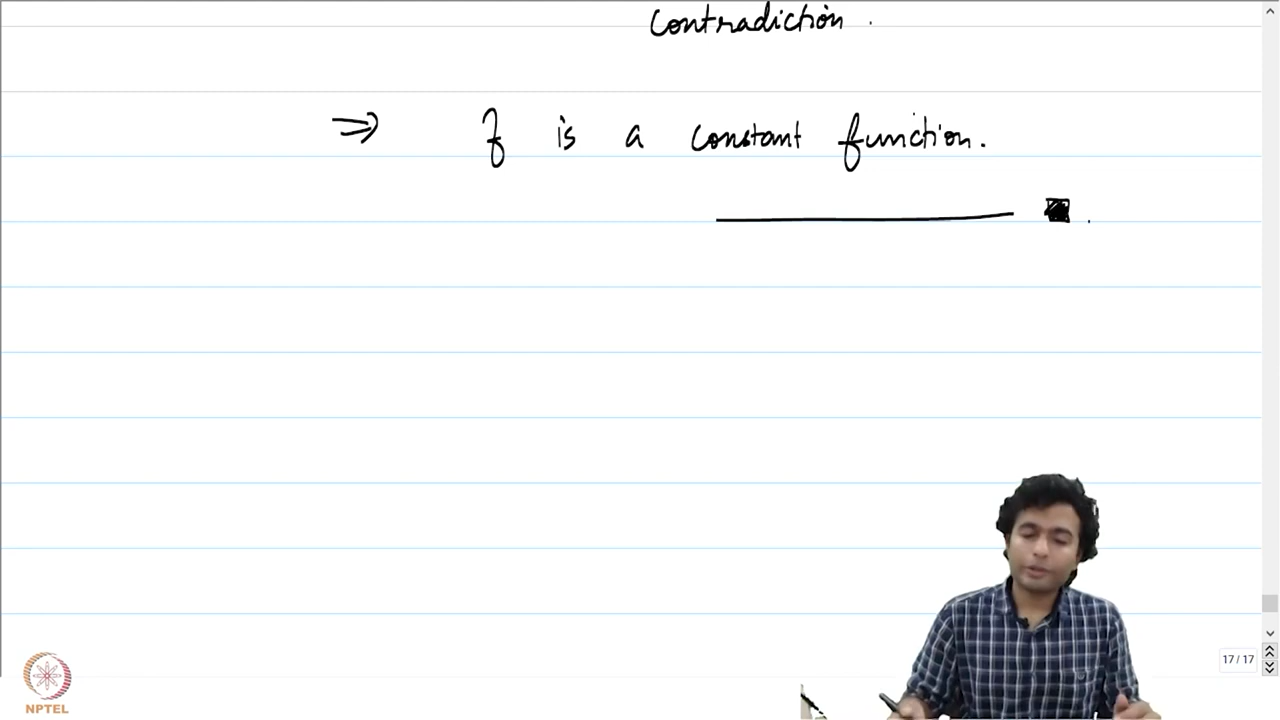 contradiction.
⇒ f is a constant function.
17 / 17
NPTEL